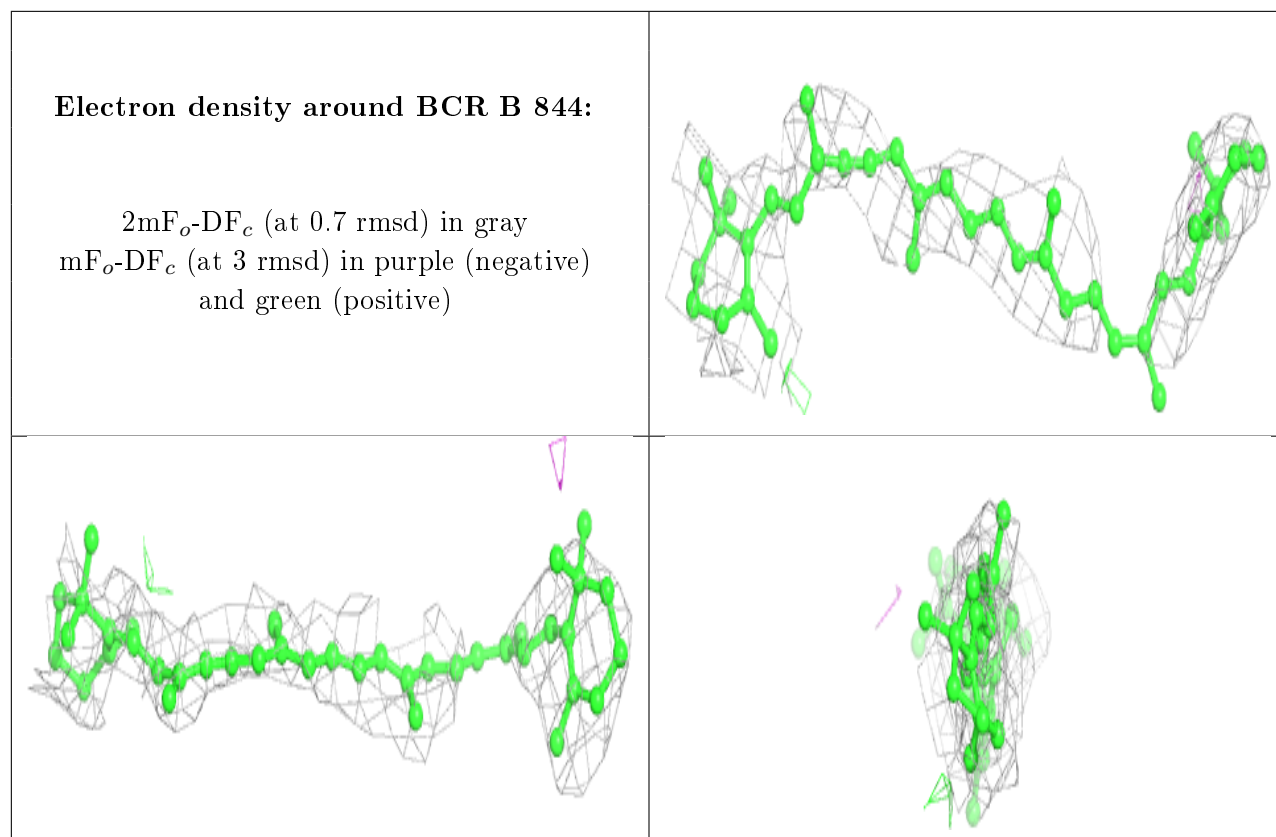 Electron density around BCR B 844:
2mFₒ-DF𝒸 (at 0.7 rmsd) in gray
mFₒ-DF𝒸 (at 3 rmsd) in purple (negative)
and green (positive)